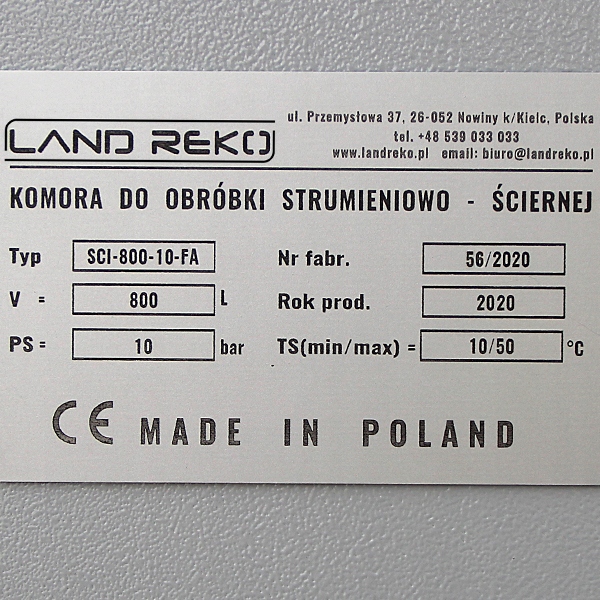 LAND REKO
ul. Przemysłowa 37, 26-052 Nowiny k/Kielc, Polska
tel. +48 539 033 033
www.landreko.pl email: biuro@landreko.pl
KOMORA DO OBRÓBKI STRUMIENIOWO - ŚCIERNEJ
Typ SCI-800-10-FA Nr fabr. 56/2020
V = 800 L Rok prod. 2020
PS= 10 bar TS(min/max) = 10/50 °C
CE MADE IN POLAND